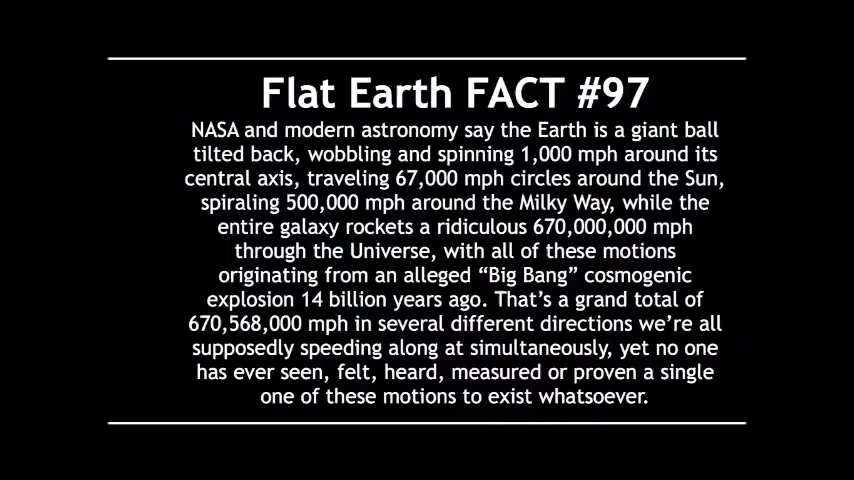 Flat Earth FACT #97
NASA and modern astronomy say the Earth is a giant ball
tilted back, wobbling and spinning 1,000 mph around its
central axis, traveling 67,000 mph circles around the Sun,
spiraling 500,000 mph around the Milky Way, while the
entire galaxy rockets a ridiculous 670,000,000 mph
through the Universe, with all of these motions
originating from an alleged “Big Bang” cosmogenic
explosion 14 billion years ago. That’s a grand total of
670,568,000 mph in several different directions we’re all
supposedly speeding along at simultaneously, yet no one
has ever seen, felt, heard, measured or proven a single
one of these motions to exist whatsoever.